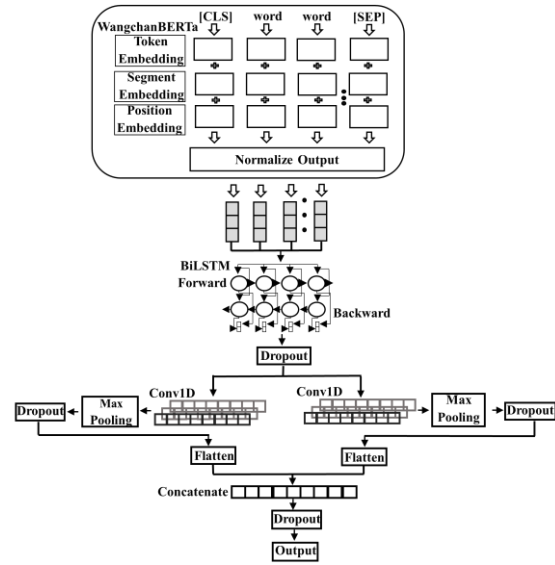 [CLS] word word [SEP]
WangchanBERTa
Token
Embedding
Segment
Embedding
Position
Embedding
Normalize Output
BiLSTM
Forward
Backward
Dropout
Conv1D
Conv1D
Dropout
Max
Pooling
Max
Pooling
Dropout
Flatten
Flatten
Concatenate
Dropout
Output